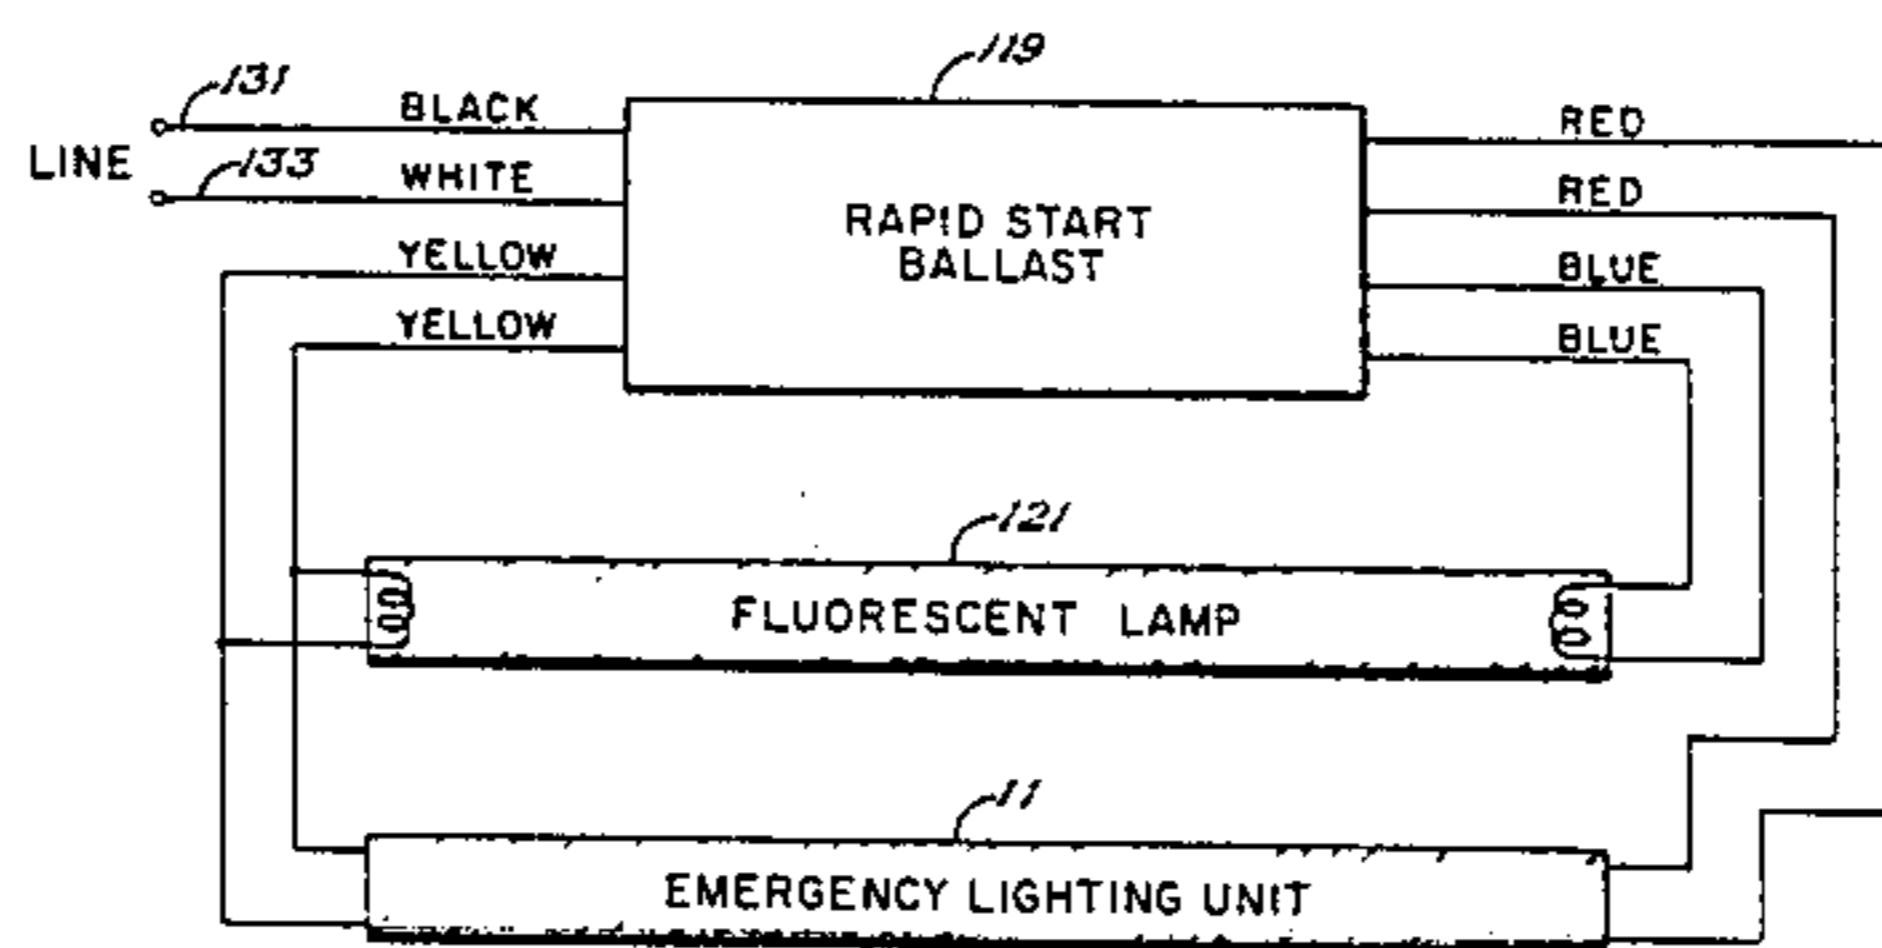 119
131
BLACK
RED
LINE
133
WHITE
RED
RAPID START
BALLAST
YELLOW
BLUE
YELLOW
BLUE
121
FLUORESCENT LAMP
11
EMERGENCY LIGHTING UNIT